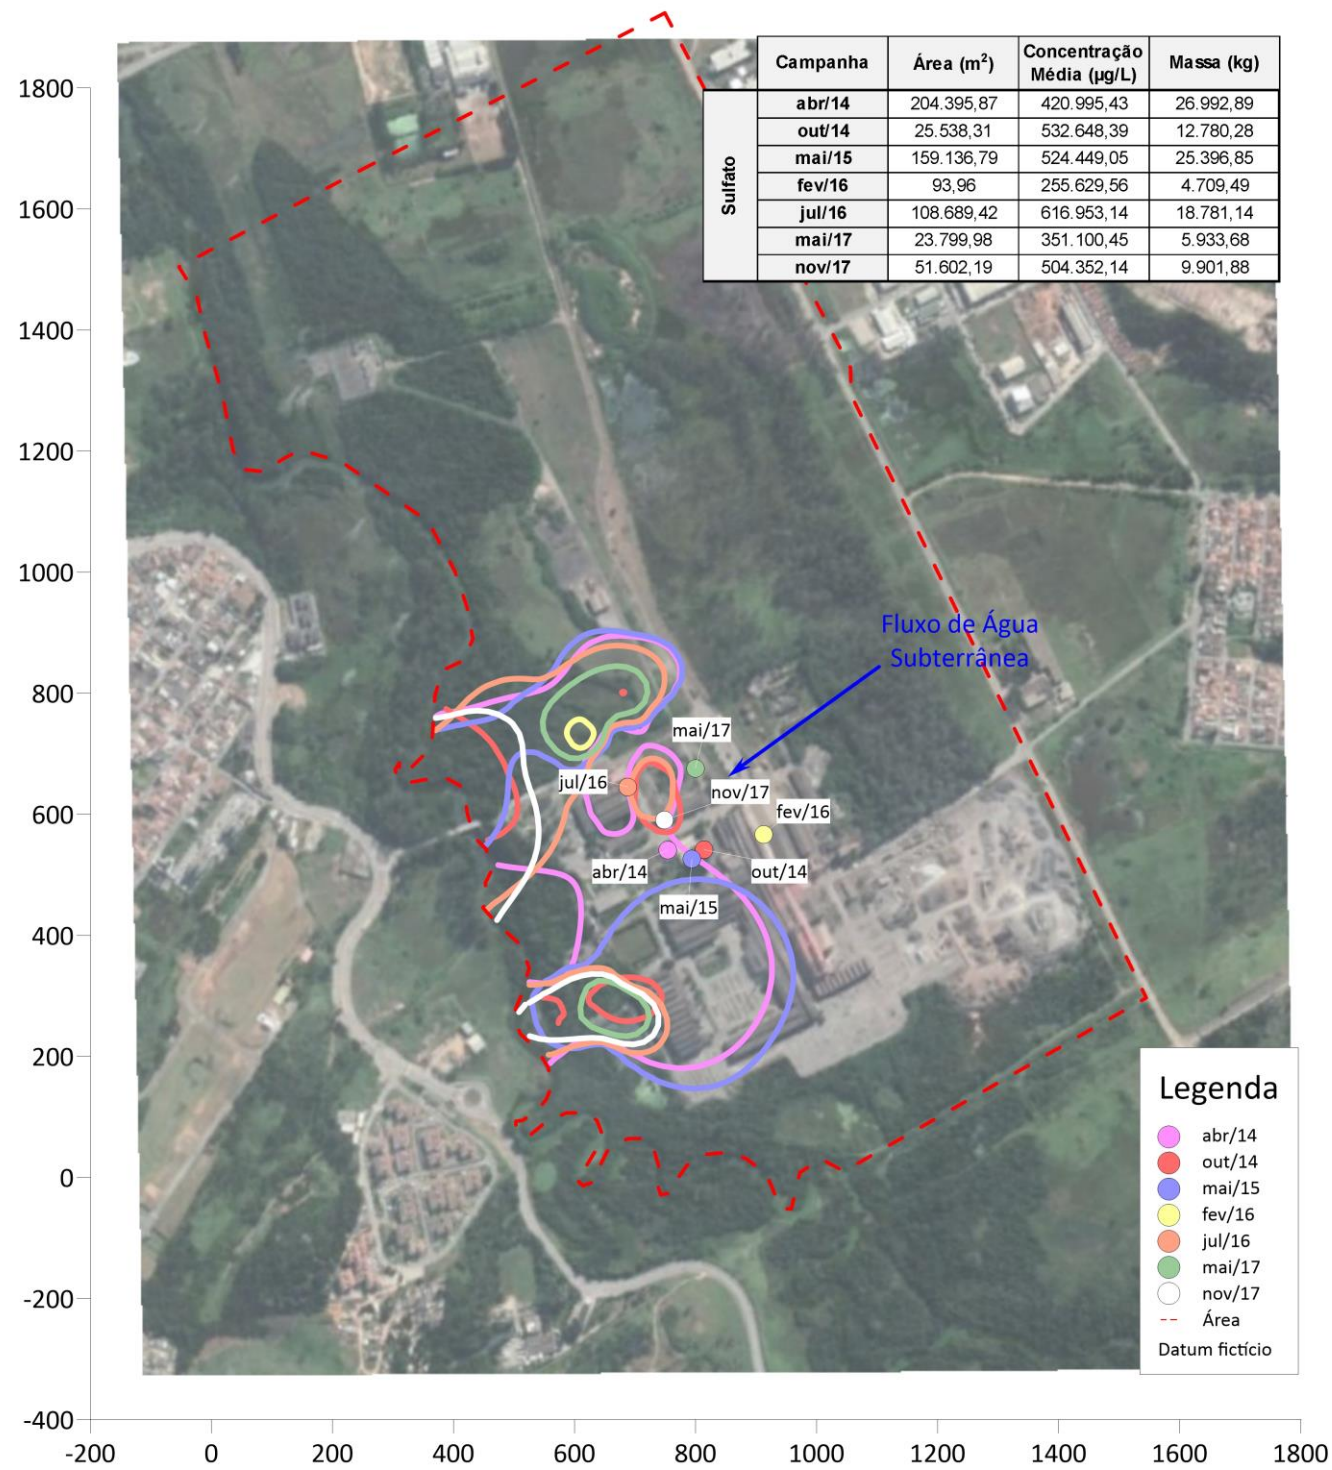 Campanha Área (m²) Concentração Média (µg/L) Massa (kg)
Sulfato
abr/14 204.395,87 420.995,43 26.992,89
out/14 25.538,31 532.648,39 12.780,28
mai/15 159.136,79 524.449,05 25.396,85
fev/16 93,96 255.629,56 4.709,49
jul/16 108.689,42 616.953,14 18.781,14
mai/17 23.799,98 351.100,45 5.933,68
nov/17 51.602,19 504.352,14 9.901,88
1800
1600
1400
1200
1000
800
600
400
200
0
-200
-400
Fluxo de Água
Subterrânea
mai/17
jul/16
nov/17
fev/16
abr/14
out/14
mai/15
Legenda
abr/14
out/14
mai/15
fev/16
jul/16
mai/17
nov/17
Área
Datum fictício
-200 0 200 400 600 800 1000 1200 1400 1600 1800